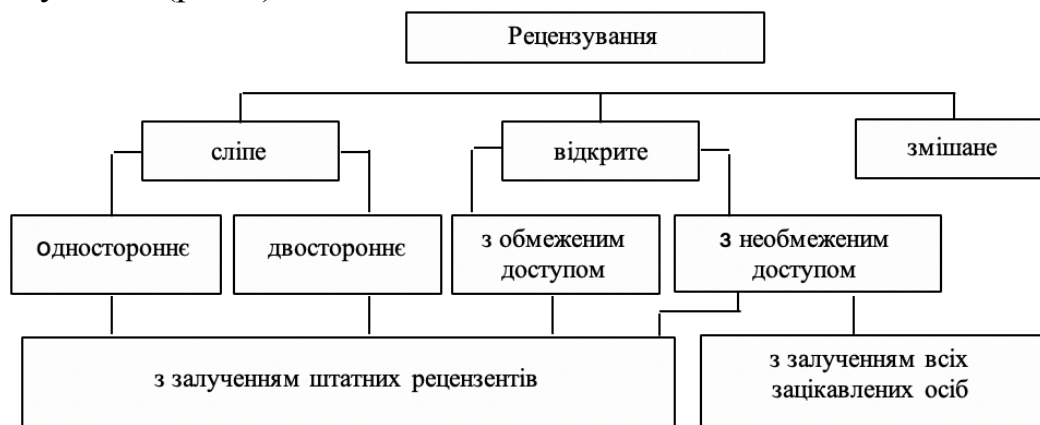 Рецензування
сліпе
відкрите
змішане
одностороннє
двостороннє
з обмеженим
доступом
з необмеженим
доступом
з залученням штатних рецензентів
з залученням всіх
зацікавлених осіб